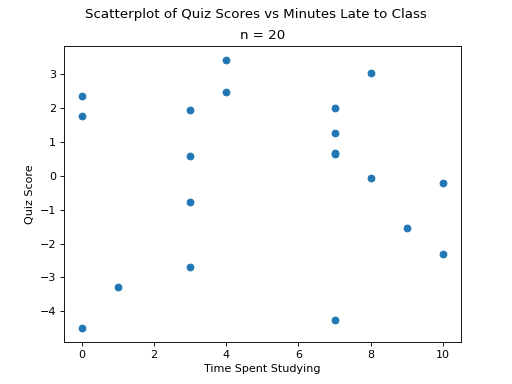 Scatterplot of Quiz Scores vs Minutes Late to Class
n = 20
3
2
1
0
−1
−2
−3
−4
Quiz Score
0 2 4 6 8 10
Time Spent Studying